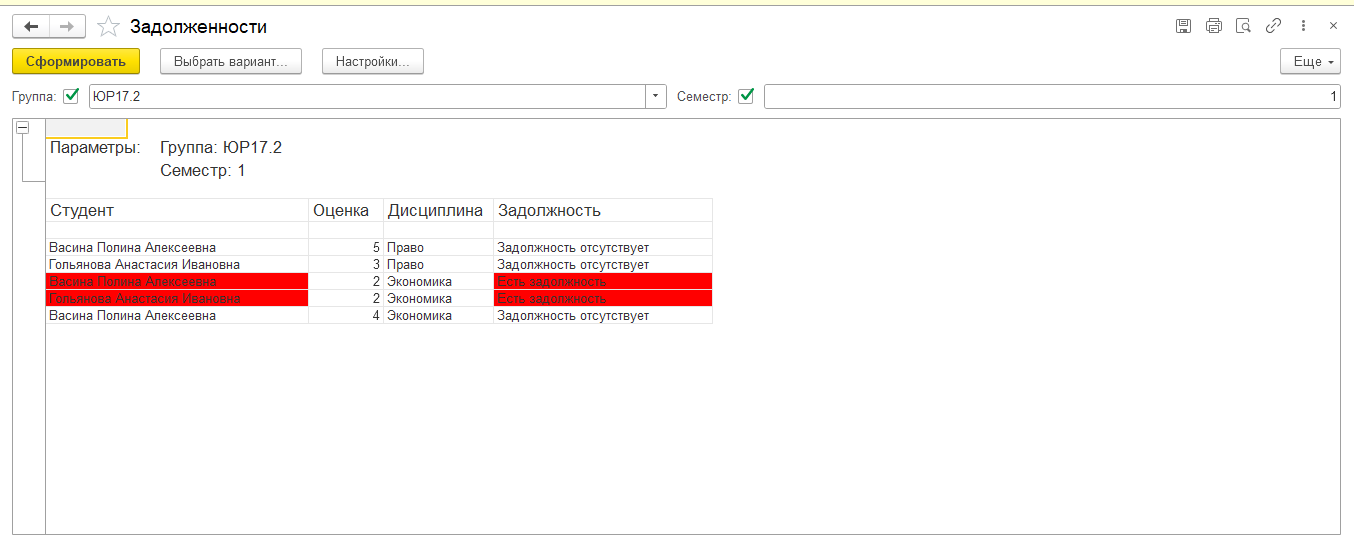 Задолженности
Сформировать Выбрать вариант... Настройки... Еще
Группа: ЮР17.2 Семестр: 1
Параметры: Группа: ЮР17.2
Семестр: 1
Студент Оценка Дисциплина Задолжность
Васина Полина Алексеевна 5 Право Задолжность отсутствует
Гольянова Анастасия Ивановна 3 Право Задолжность отсутствует
Васина Полина Алексеевна 2 Экономика Есть задолжность
Гольянова Анастасия Ивановна 2 Экономика Есть задолжность
Васина Полина Алексеевна 4 Экономика Задолжность отсутствует